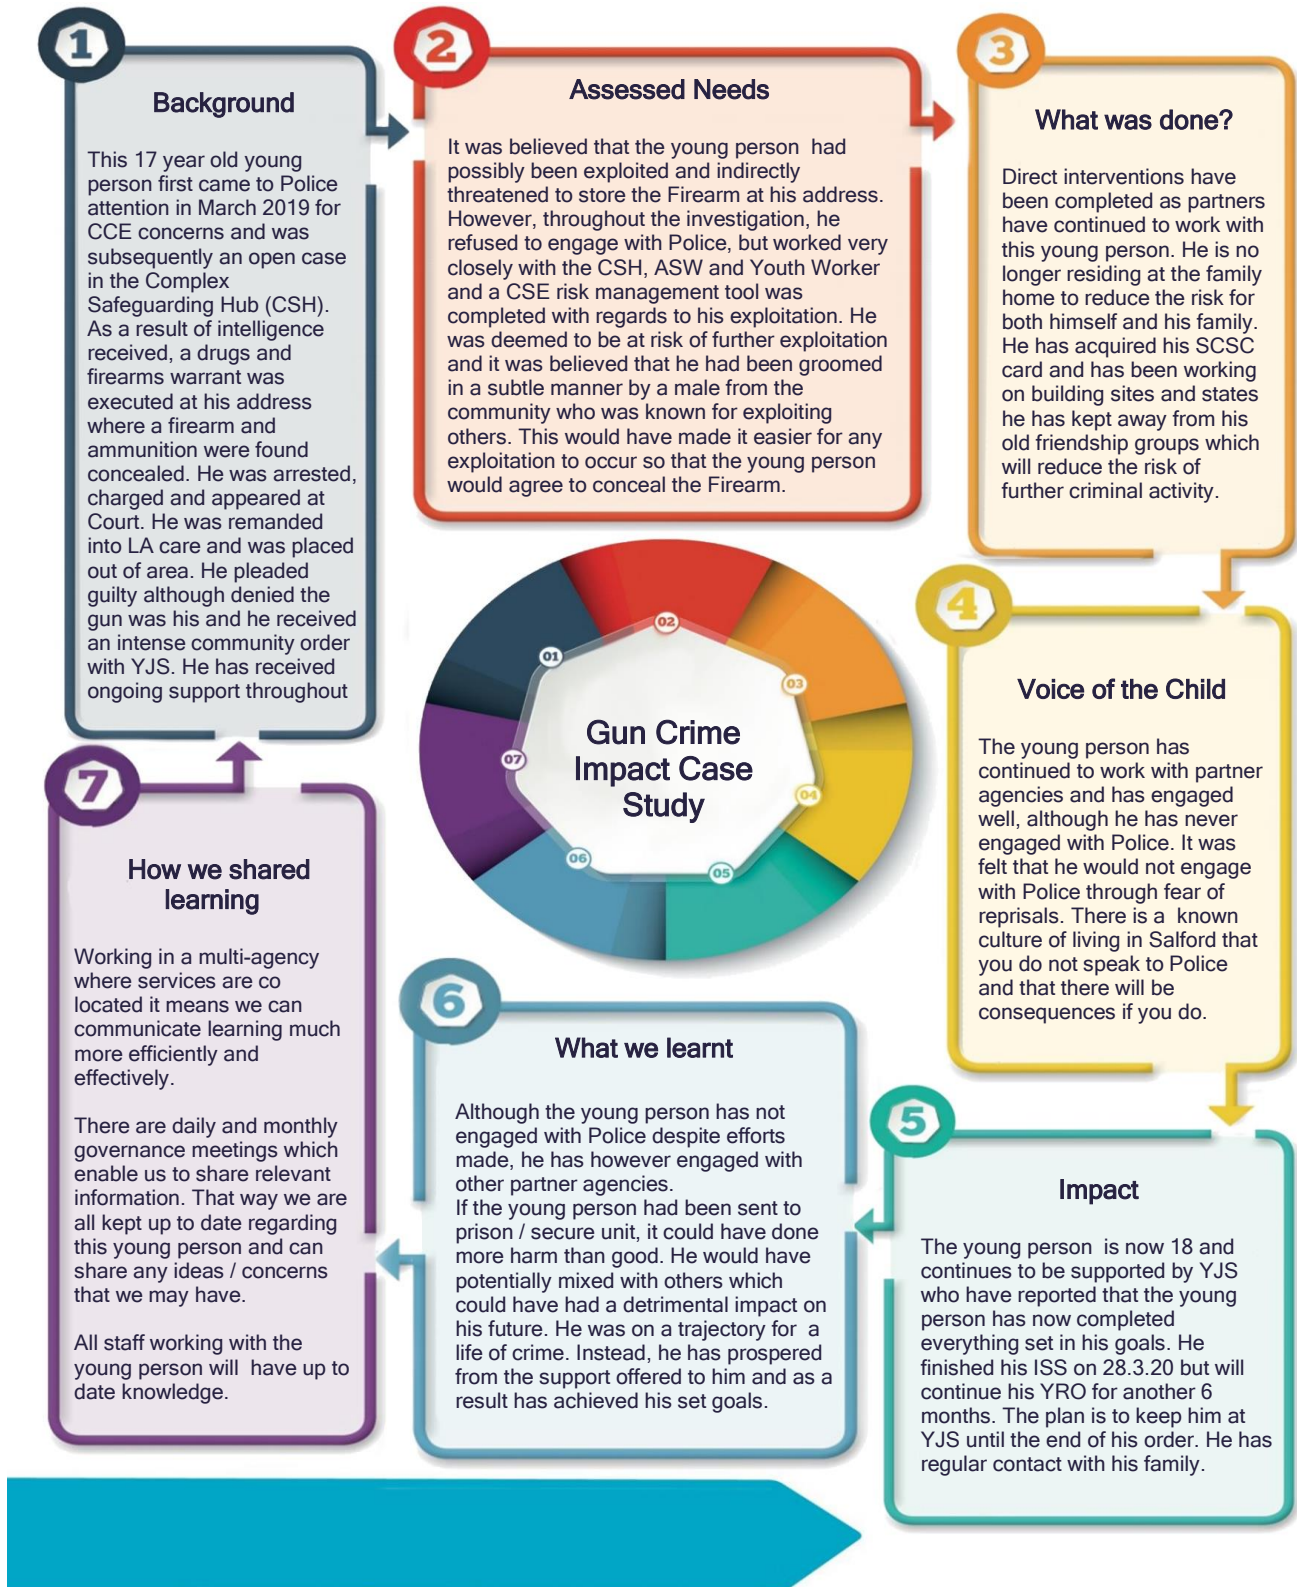 1
Background
This 17 year old young
person first came to Police
attention in March 2019 for
CCE concerns and was
subsequently an open case
in the Complex
Safeguarding Hub (CSH).
As a result of intelligence
received, a drugs and
firearms warrant was
executed at his address
where a firearm and
ammunition were found
concealed. He was arrested,
charged and appeared at
Court. He was remanded
into LA care and was placed
out of area. He pleaded
guilty although denied the
gun was his and he received
an intense community order
with YJS. He has received
ongoing support throughout
2
Assessed Needs
It was believed that the young person had
possibly been exploited and indirectly
threatened to store the Firearm at his address.
However, throughout the investigation, he
refused to engage with Police, but worked very
closely with the CSH, ASW and Youth Worker
and a CSE risk management tool was
completed with regards to his exploitation. He
was deemed to be at risk of further exploitation
and it was believed that he had been groomed
in a subtle manner by a male from the
community who was known for exploiting
others. This would have made it easier for any
exploitation to occur so that the young person
would agree to conceal the Firearm.
3
What was done?
Direct interventions have
been completed as partners
have continued to work with
this young person. He is no
longer residing at the family
home to reduce the risk for
both himself and his family.
He has acquired his SCSC
card and has been working
on building sites and states
he has kept away from his
old friendship groups which
will reduce the risk of
further criminal activity.
4
Voice of the Child
The young person has
continued to work with partner
agencies and has engaged
well, although he has never
engaged with Police. It was
felt that he would not engage
with Police through fear of
reprisals. There is a known
culture of living in Salford that
you do not speak to Police
and that there will be
consequences if you do.
5
Impact
The young person is now 18 and
continues to be supported by YJS
who have reported that the young
person has now completed
everything set in his goals. He
finished his ISS on 28.3.20 but will
continue his YRO for another 6
months. The plan is to keep him at
YJS until the end of his order. He has
regular contact with his family.
6
What we learnt
Although the young person has not
engaged with Police despite efforts
made, he has however engaged with
other partner agencies.
If the young person had been sent to
prison / secure unit, it could have done
more harm than good. He would have
potentially mixed with others which
could have had a detrimental impact on
his future. He was on a trajectory for a
life of crime. Instead, he has prospered
from the support offered to him and as a
result has achieved his set goals.
7
How we shared
learning
Working in a multi-agency
where services are co
located it means we can
communicate learning much
more efficiently and
effectively.
There are daily and monthly
governance meetings which
enable us to share relevant
information. That way we are
all kept up to date regarding
this young person and can
share any ideas / concerns
that we may have.
All staff working with the
young person will have up to
date knowledge.
Gun Crime
Impact Case
Study
01
02
03
04
05
06
07